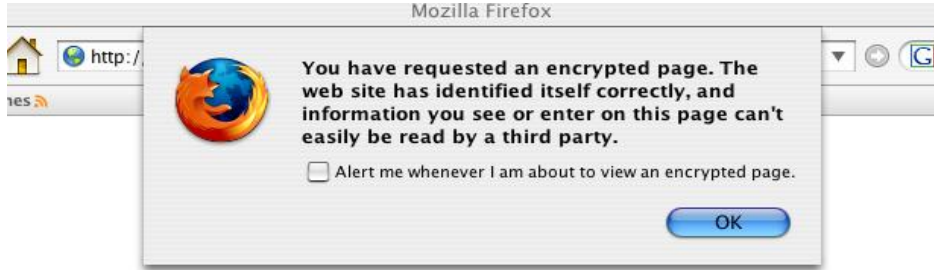 Mozilla Firefox
http:/
You have requested an encrypted page. The
web site has identified itself correctly, and
information you see or enter on this page can't
easily be read by a third party.
Alert me whenever I am about to view an encrypted page.
OK
G